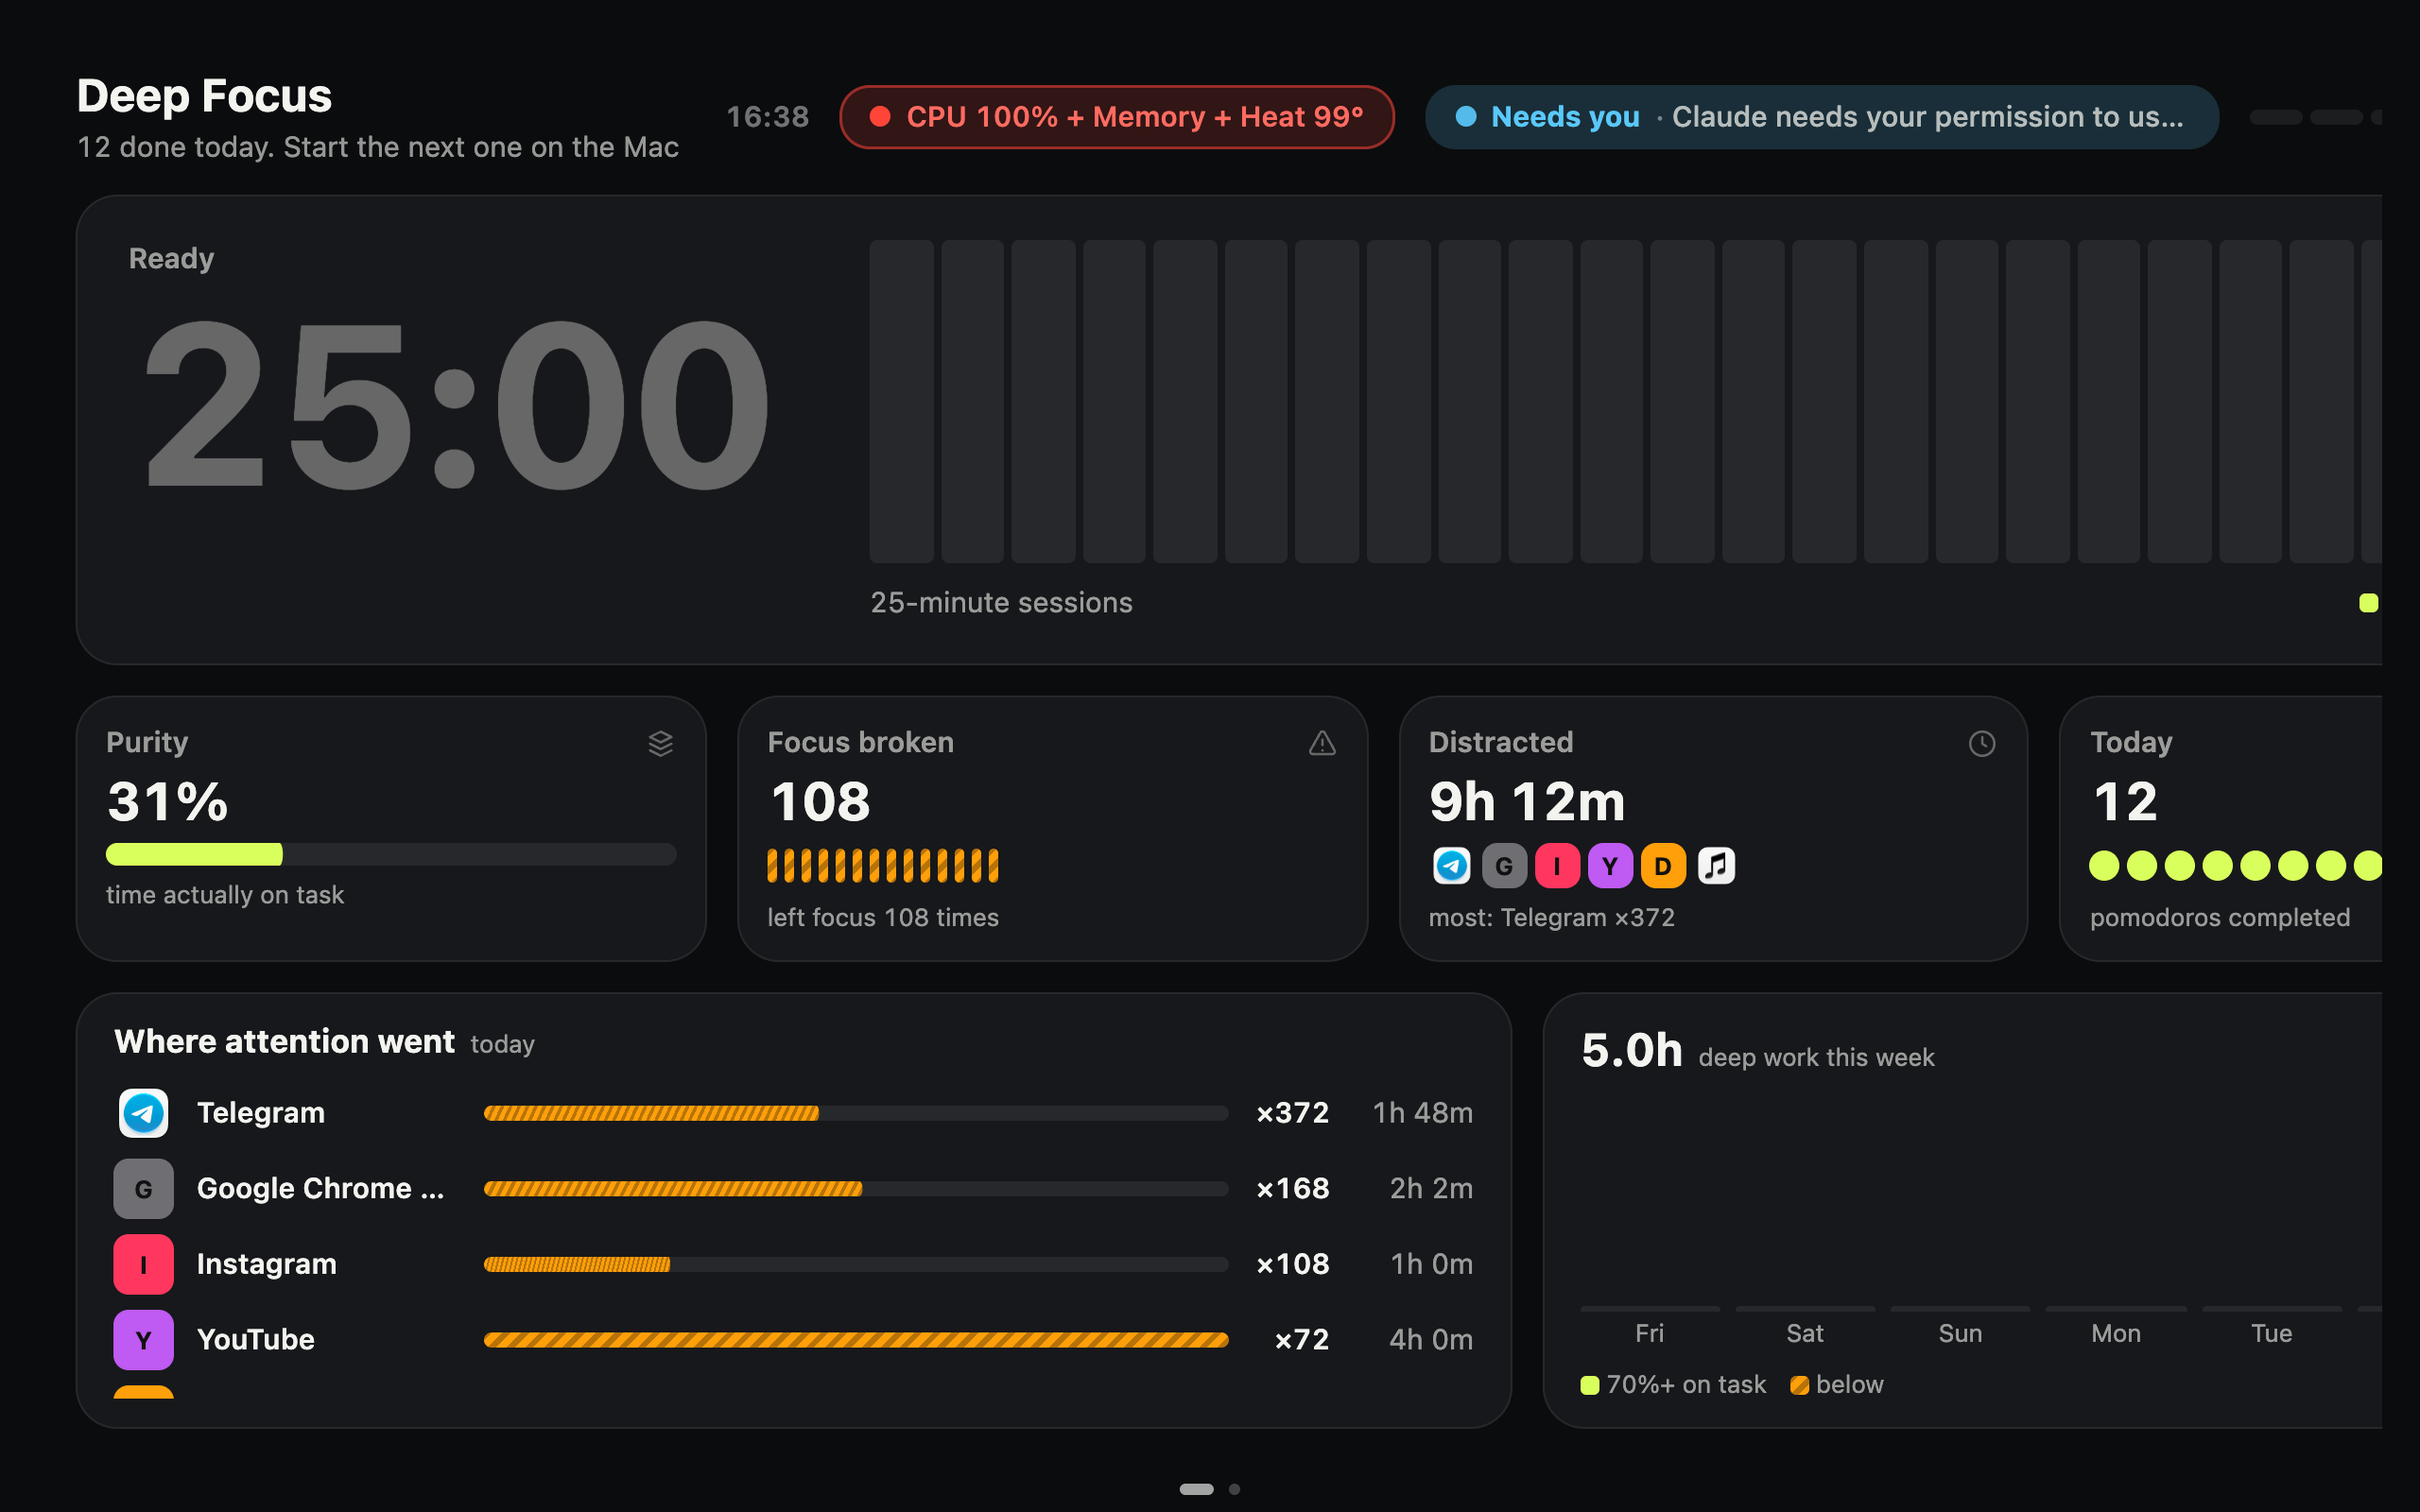 Deep Focus
12 done today. Start the next one on the Mac
16:38
CPU 100% + Memory + Heat 99°
Needs you · Claude needs your permission to us...
Ready
25:00
25-minute sessions
Purity
31%
time actually on task
Focus broken
108
left focus 108 times
Distracted
9h 12m
G I Y D
most: Telegram ×372
Today
12
pomodoros completed
Where attention went today
Telegram ×372 1h 48m
G Google Chrome ... ×168 2h 2m
I Instagram ×108 1h 0m
Y YouTube ×72 4h 0m
5.0h deep work this week
Fri Sat Sun Mon Tue
70%+ on task below